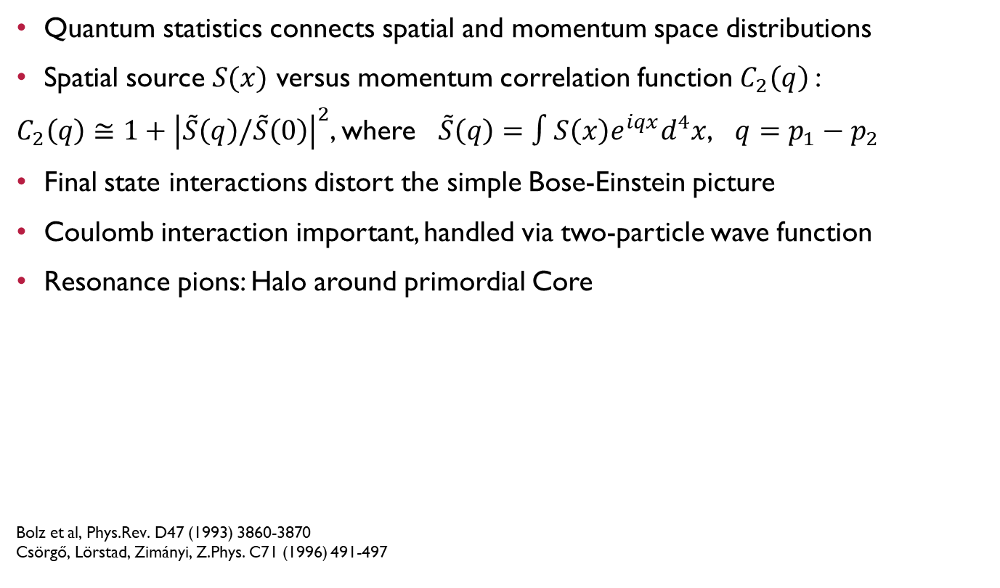 • Quantum statistics connects spatial and momentum space distributions
• Spatial source S(x) versus momentum correlation function C₂(q):
C₂(q) ≅ 1 + |S̃(q)/S̃(0)|², where S̃(q) = ∫ S(x)e^{iqx}d⁴x, q = p₁ − p₂
• Final state interactions distort the simple Bose-Einstein picture
• Coulomb interaction important, handled via two-particle wave function
• Resonance pions: Halo around primordial Core
Bolz et al, Phys.Rev. D47 (1993) 3860-3870
Csörgő, Lörstad, Zimányi, Z.Phys. C71 (1996) 491-497